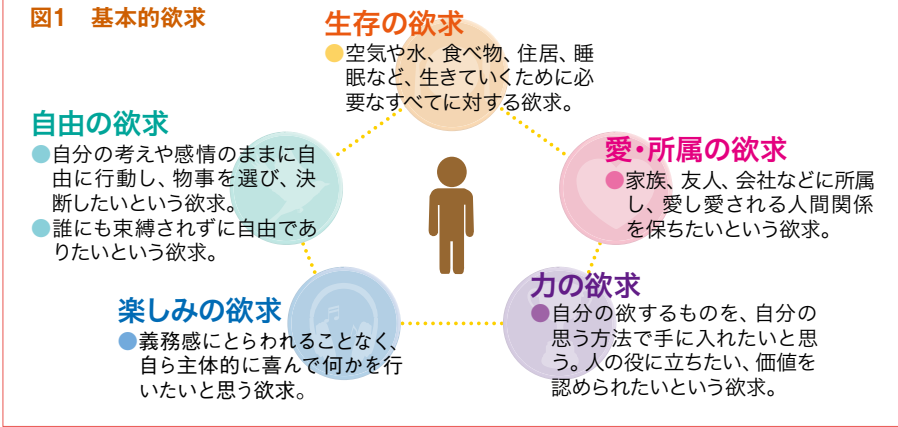 図1　基本的欲求
生存の欲求
●空気や水、食べ物、住居、睡
眠など、生きていくために必
要なすべてに対する欲求。
自由の欲求
●自分の考えや感情のままに自
由に行動し、物事を選び、決
断したいという欲求。
●誰にも束縛されずに自由であ
りたいという欲求。
愛・所属の欲求
●家族、友人、会社などに所属
し、愛し愛される人間関係
を保ちたいという欲求。
楽しみの欲求
●義務感にとらわれることなく、
自ら主体的に喜んで何かを行
いたいと思う欲求。
力の欲求
●自分の欲するものを、自分の
思う方法で手に入れたいと思
う。人の役に立ちたい、価値を
認められたいという欲求。